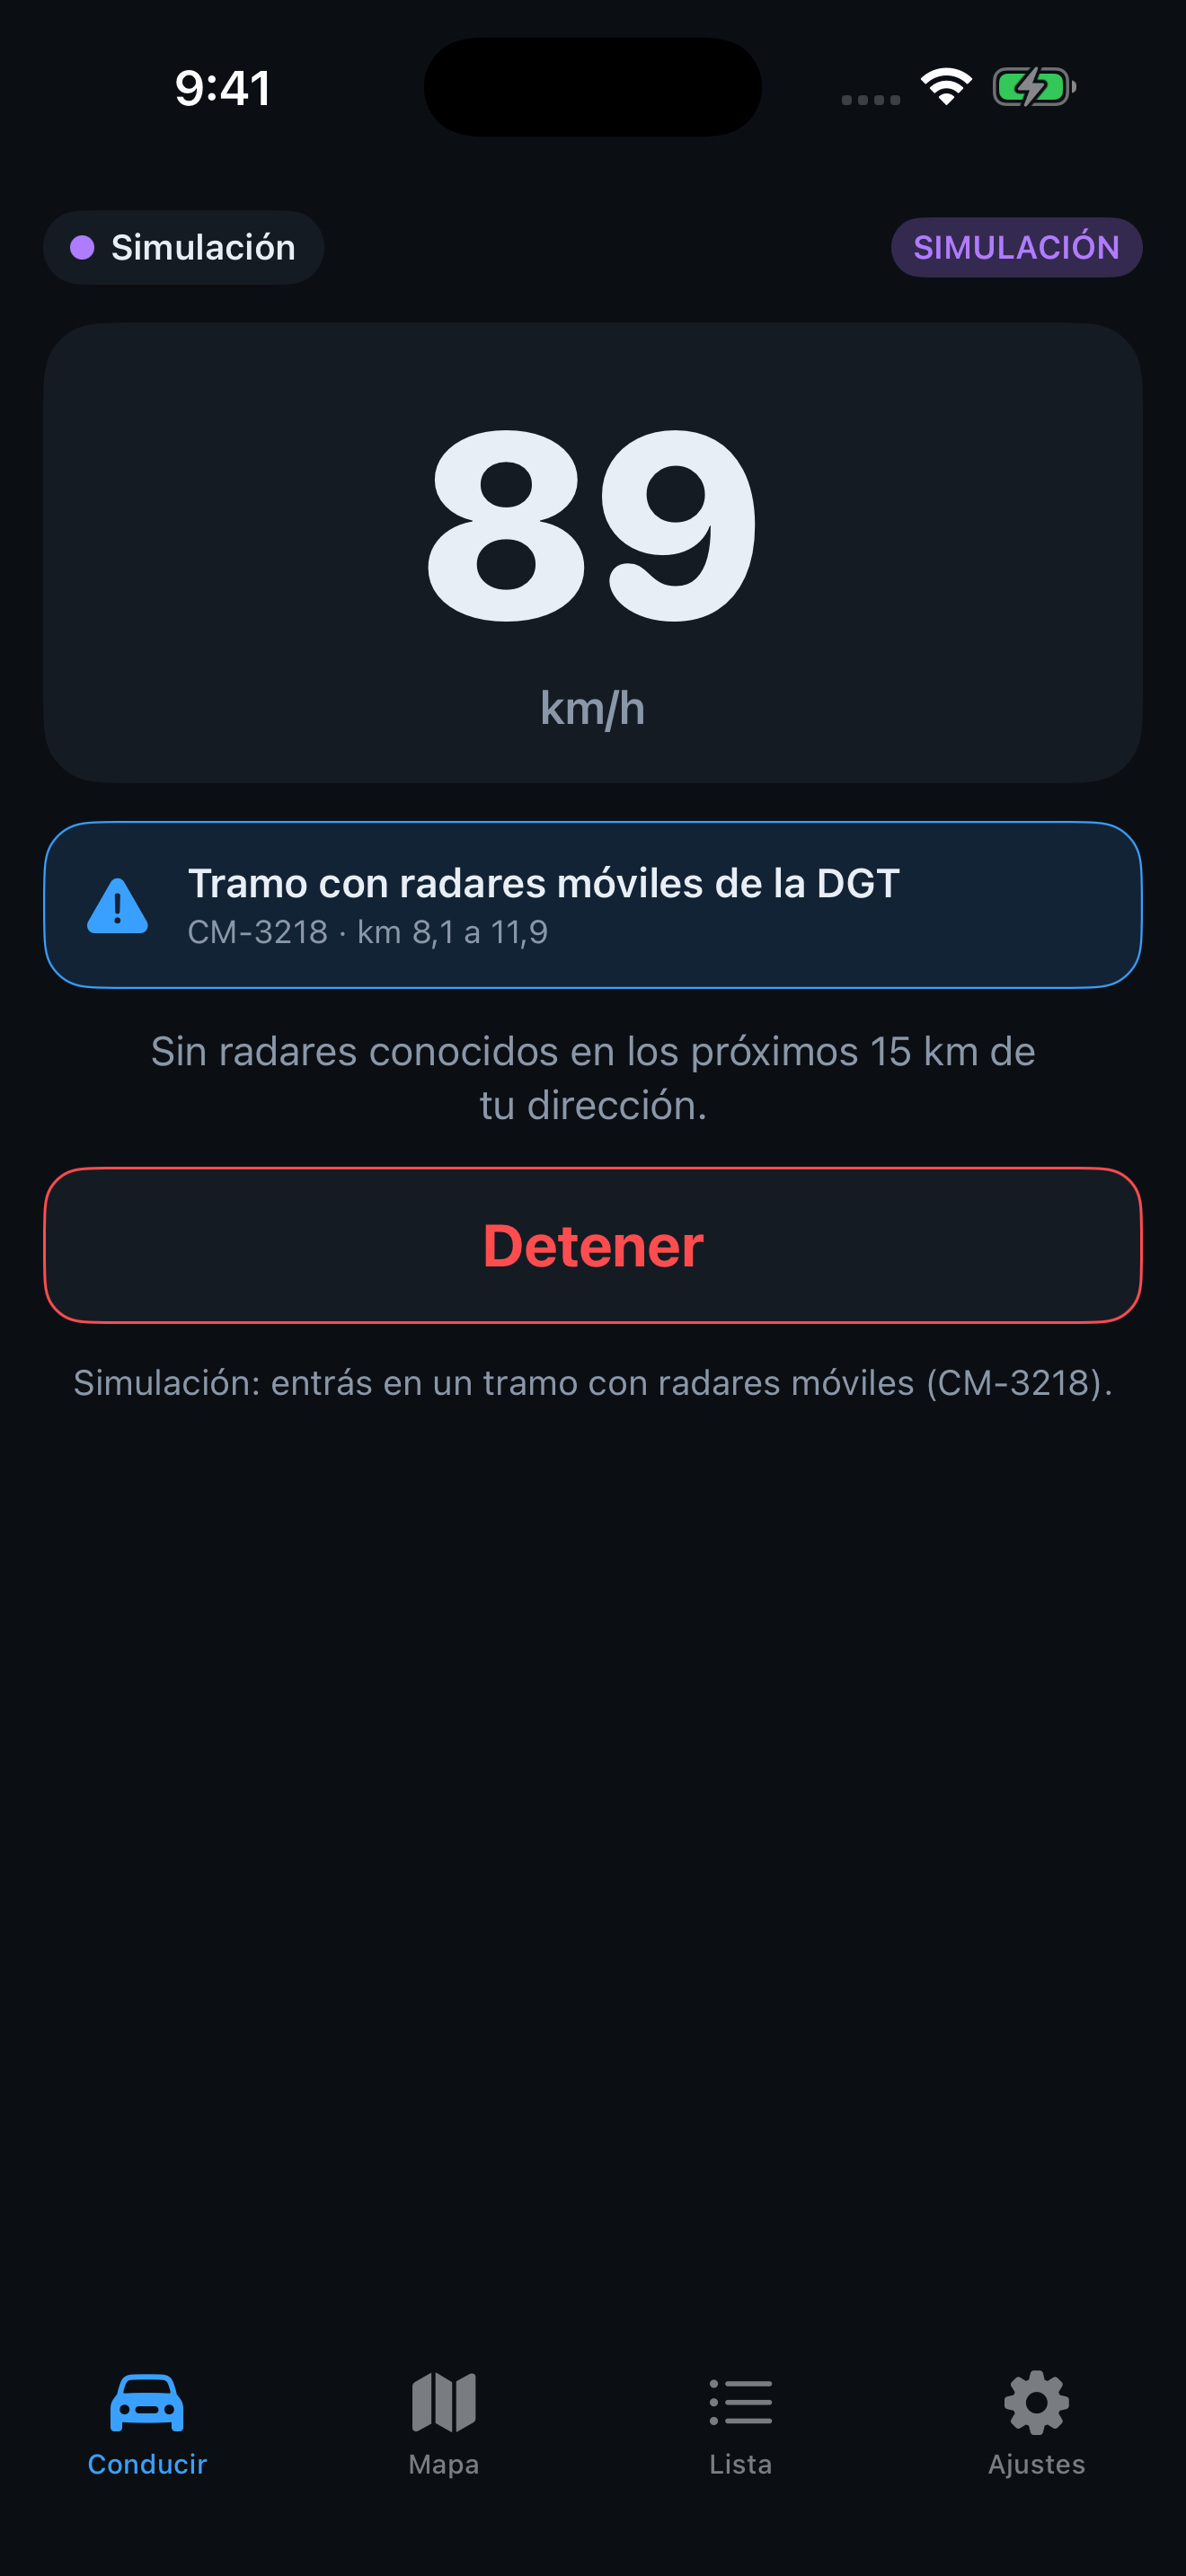 9:41
Simulación
SIMULACIÓN
89
km/h
Tramo con radares móviles de la DGT
CM-3218 · km 8,1 a 11,9
Sin radares conocidos en los próximos 15 km de
tu dirección.
Detener
Simulación: entrás en un tramo con radares móviles (CM-3218).
Conducir
Mapa
Lista
Ajustes